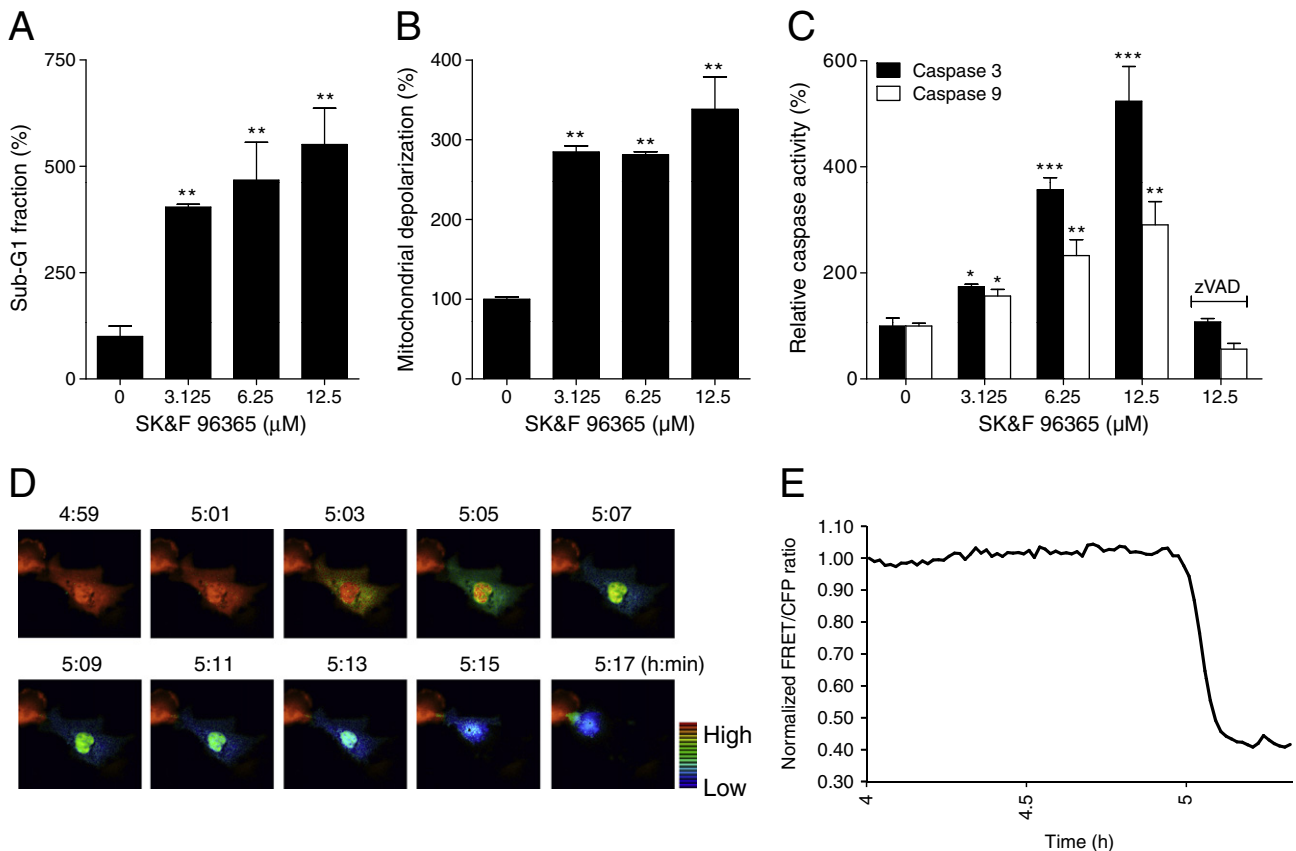 A
Sub-G1 fraction (%)
750
500
250
0
**
**
**
0 3.125 6.25 12.5
SK&F 96365 (μM)
B
Mitochondrial depolarization (%)
400
300
200
100
0
**
**
**
0 3.125 6.25 12.5
SK&F 96365 (μM)
C
Relative caspase activity (%)
600
400
200
0
Caspase 3
Caspase 9
* *
*** **
*** **
zVAD
0 3.125 6.25 12.5 12.5
SK&F 96365 (μM)
D
4:59 5:01 5:03 5:05 5:07
5:09 5:11 5:13 5:15 5:17 (h:min)
High
Low
E
Normalized FRET/CFP ratio
1.10
1.00
0.90
0.80
0.70
0.60
0.50
0.40
0.30
4 4.5 5
Time (h)